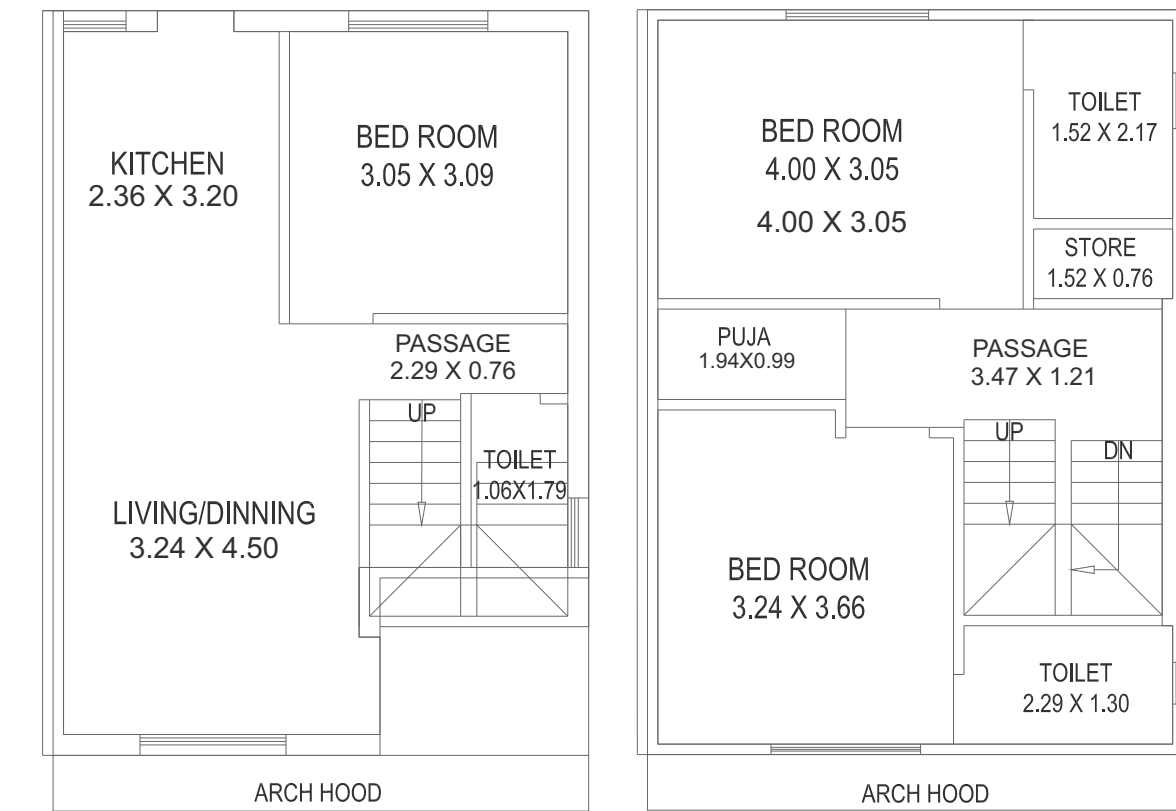 KITCHEN
2.36 X 3.20
BED ROOM
3.05 X 3.09
PASSAGE
2.29 X 0.76
UP
TOILET
1.06X1.79
LIVING/DINNING
3.24 X 4.50
ARCH HOOD
BED ROOM
4.00 X 3.05
4.00 X 3.05
TOILET
1.52 X 2.17
STORE
1.52 X 0.76
PUJA
1.94X0.99
PASSAGE
3.47 X 1.21
UP
DN
BED ROOM
3.24 X 3.66
TOILET
2.29 X 1.30
ARCH HOOD